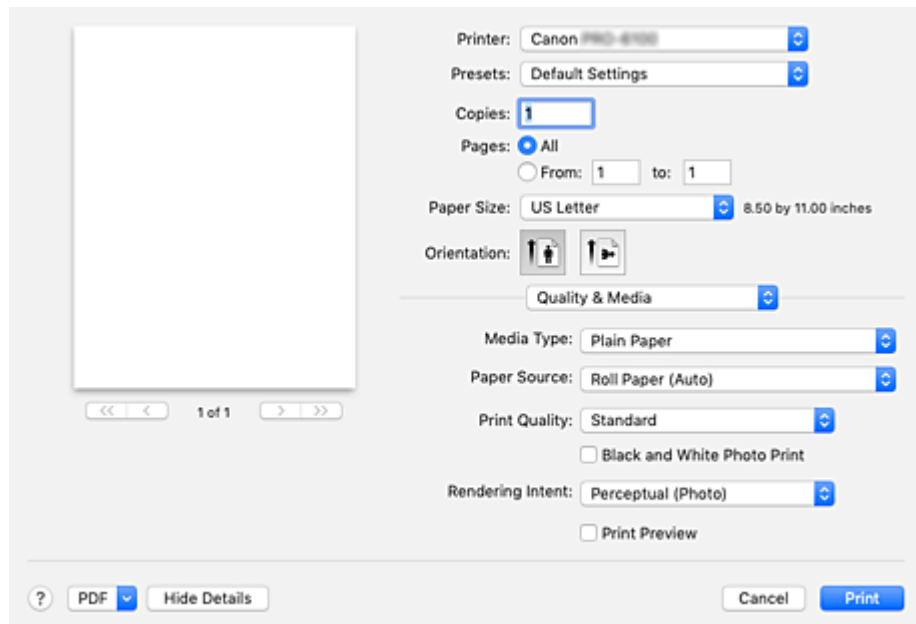 Printer: Canon
Presets: Default Settings
Copies: 1
Pages: All
From: 1 to: 1
Paper Size: US Letter 8.50 by 11.00 inches
Orientation:
Quality & Media
Media Type: Plain Paper
Paper Source: Roll Paper (Auto)
<< < 1 of 1 > >>
Print Quality: Standard
Black and White Photo Print
Rendering Intent: Perceptual (Photo)
Print Preview
? PDF Hide Details Cancel Print